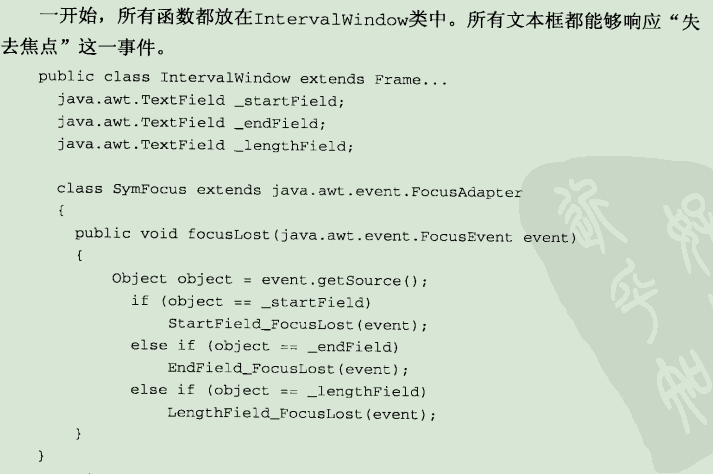 一开始，所有函数都放在IntervalWindow类中。所有文本框都能够响应“失
去焦点”这一事件。
public class IntervalWindow extends Frame...
java.awt.TextField _startField;
java.awt.TextField _endField;
java.awt.TextField _lengthField;
class SymFocus extends java.awt.event.FocusAdapter
{
public void focusLost(java.awt.event.FocusEvent event)
{
Object object = event.getSource();
if (object == _startField)
StartField_FocusLost(event);
else if (object == _endField)
EndField_FocusLost(event);
else if (object == _lengthField)
LengthField_FocusLost(event);
}
}